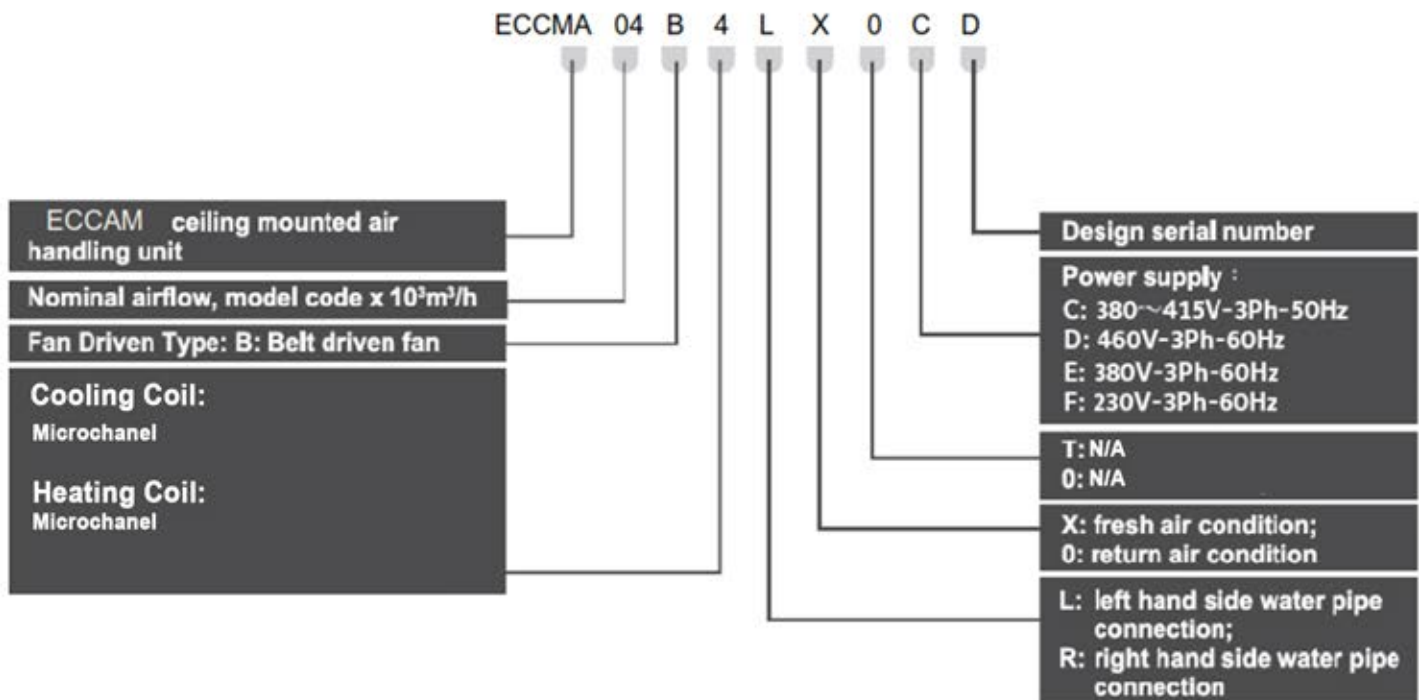 ECCMA 04 B 4 L X 0 C D
ECCAM ceiling mounted air
handling unit
Nominal airflow, model code x 10³m³/h
Fan Driven Type: B: Belt driven fan
Cooling Coil:
Microchanel
Heating Coil:
Microchanel
Design serial number
Power supply：
C: 380～415V-3Ph-50Hz
D: 460V-3Ph-60Hz
E: 380V-3Ph-60Hz
F: 230V-3Ph-60Hz
T: N/A
0: N/A
X: fresh air condition;
0: return air condition
L: left hand side water pipe
connection;
R: right hand side water pipe
connection